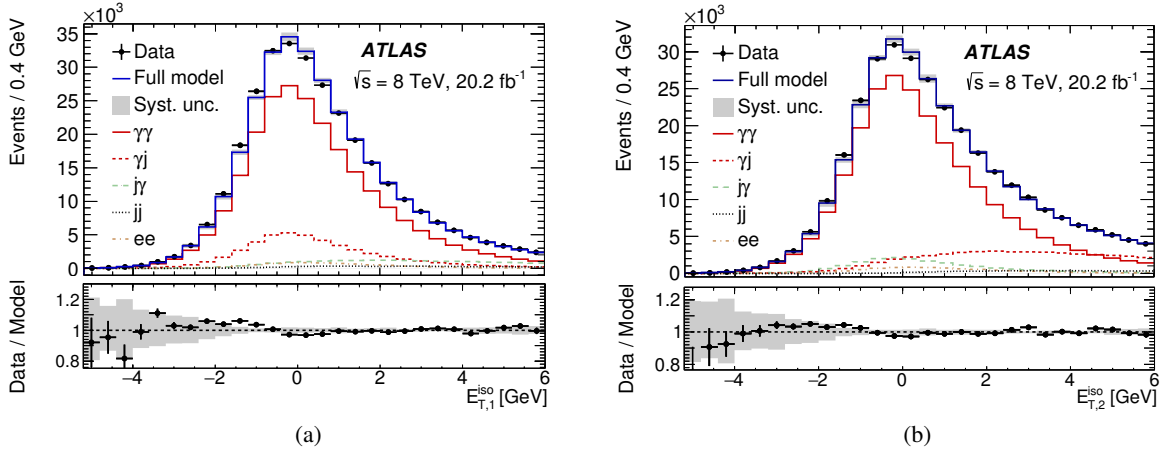 ×10³
Events / 0.4 GeV
35
30
25
20
15
10
5
0
Data
Full model
Syst. unc.
γγ
γj
jγ
jj
ee
ATLAS
√s = 8 TeV, 20.2 fb⁻¹
Data / Model
1.2
1
0.8
−4 −2 0 2 4 6
E_T,1^iso [GeV]
(a)
×10³
Events / 0.4 GeV
30
25
20
15
10
5
0
Data
Full model
Syst. unc.
γγ
γj
jγ
jj
ee
ATLAS
√s = 8 TeV, 20.2 fb⁻¹
Data / Model
1.2
1
0.8
−4 −2 0 2 4 6
E_T,2^iso [GeV]
(b)